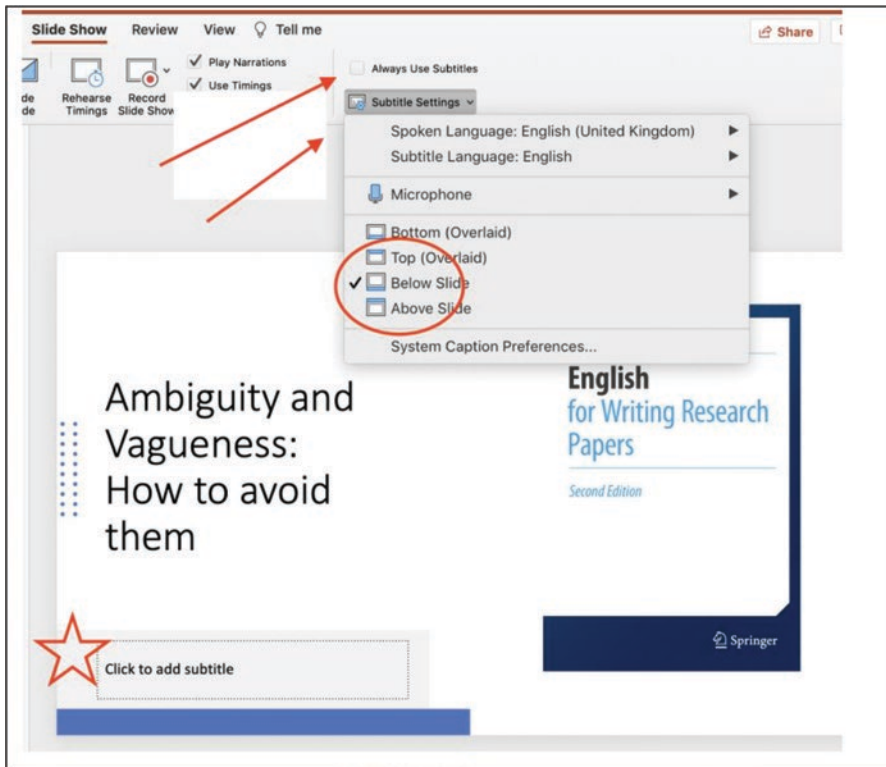 Slide Show Review View Tell me
Share
Play Narrations
Use Timings
Always Use Subtitles
de
de
Rehearse
Timings
Record
Slide Show
Subtitle Settings
Spoken Language: English (United Kingdom)
Subtitle Language: English
Microphone
Bottom (Overlaid)
Top (Overlaid)
Below Slide
Above Slide
System Caption Preferences...
Ambiguity and
Vagueness:
How to avoid
them
Click to add subtitle
English
for Writing Research
Papers
Second Edition
Springer